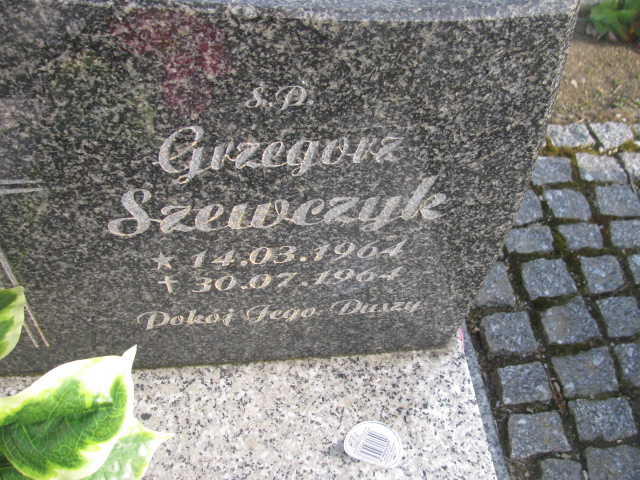 Ś.P.
Grzegorz
Szewczyk
* 14.03.1964
† 30.07.1964
Pokój Jego Duszy